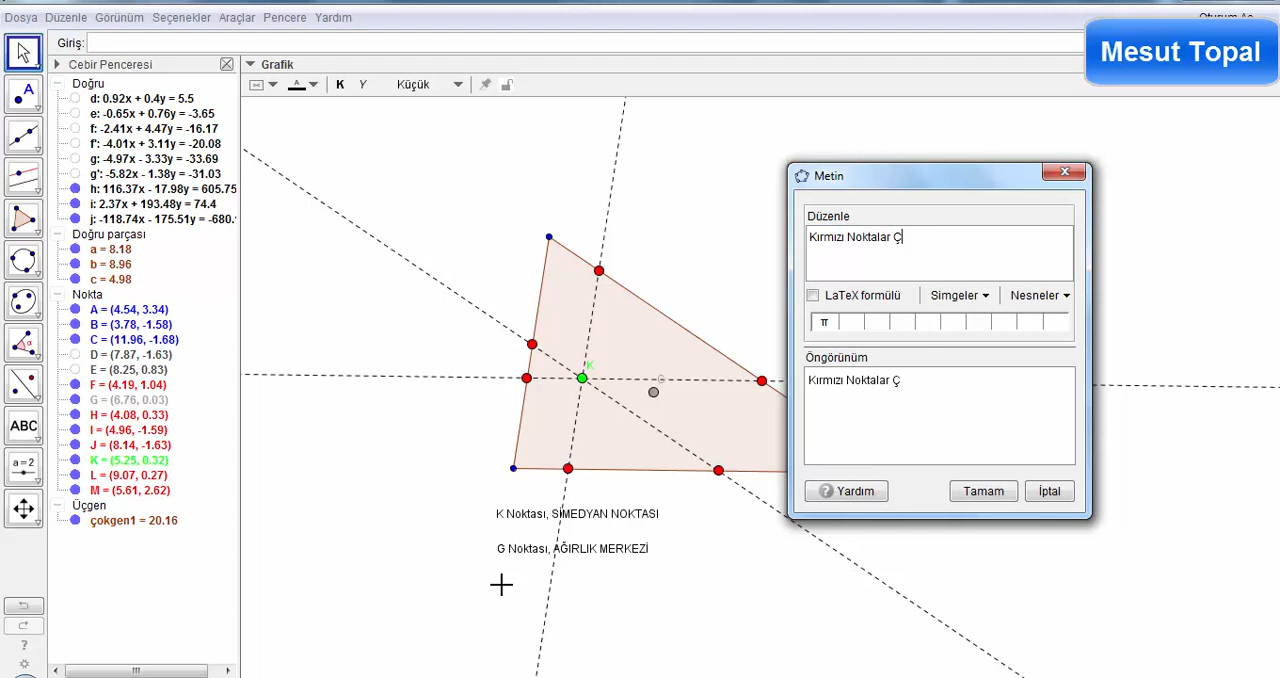 Dosya Düzenle Görünüm Seçenekler Araçlar Pencere Yardım
Mesut Topal
Giriş:
Cebir Penceresi
Grafik
K Y Küçük
Doğru
d: 0.92x + 0.4y = 5.5
e: -0.65x + 0.76y = -3.65
f: -2.41x + 4.47y = -16.17
f': -4.01x + 3.11y = -20.08
g: -4.97x - 3.33y = -33.69
g': -5.82x - 1.38y = -31.03
h: 116.37x - 17.98y = 605.75
i: 2.37x + 193.48y = 74.4
j: -118.74x - 175.51y = -680.
Doğru parçası
a = 8.18
b = 8.96
c = 4.98
Nokta
A = (4.54, 3.34)
B = (3.78, -1.58)
C = (11.96, -1.68)
D = (7.87, -1.63)
E = (8.25, 0.83)
F = (4.19, 1.04)
G = (6.76, 0.03)
H = (4.08, 0.33)
I = (4.96, -1.59)
J = (8.14, -1.63)
K = (5.25, 0.32)
L = (9.07, 0.27)
M = (5.61, 2.62)
Üçgen
çokgen1 = 20.16
A
ABC
a=2
K
G
K Noktası, SİMEDYAN NOKTASI
G Noktası, AĞIRLIK MERKEZİ
Metin
Düzenle
Kırmızı Noktalar Ç
LaTeX formülü Simgeler Nesneler
π
Öngörünüm
Kırmızı Noktalar Ç
Yardım Tamam İptal